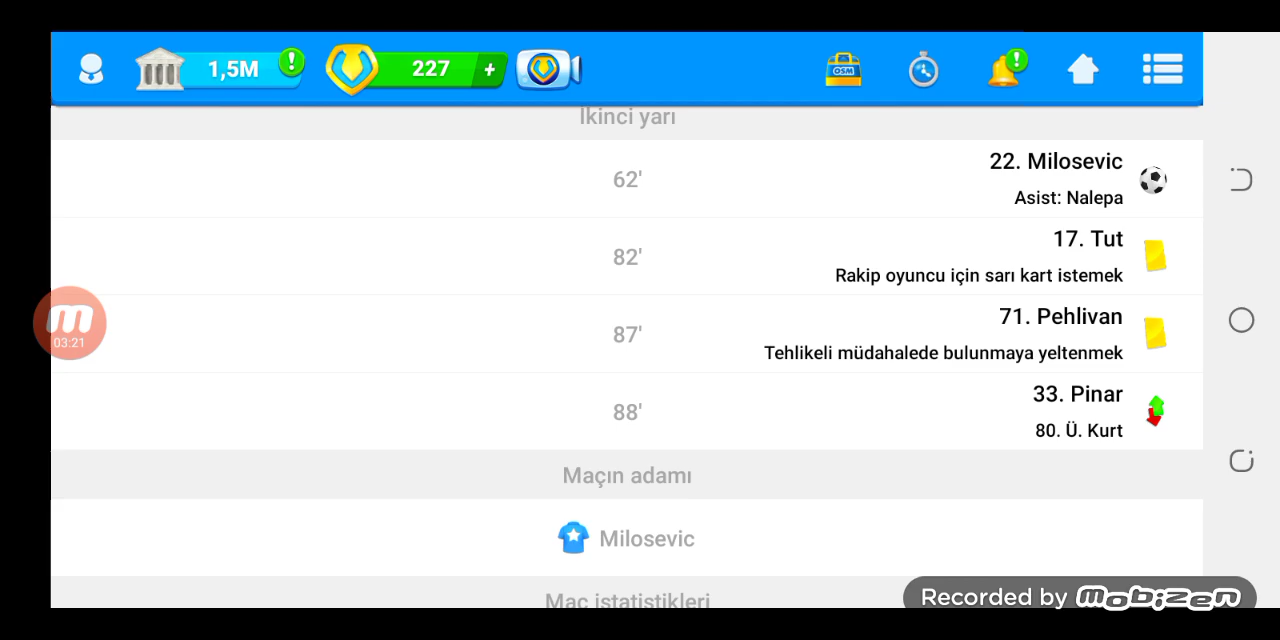 1,5M
!
227
+
OSM
!
İkinci yarı
62'
22. Milosevic
Asist: Nalepa
82'
17. Tut
Rakip oyuncu için sarı kart istemek
87'
71. Pehlivan
Tehlikeli müdahalede bulunmaya yeltenmek
88'
33. Pinar
80. Ü. Kurt
Maçın adamı
Milosevic
Maç istatistikleri
m
03:21
Recorded by mobizen